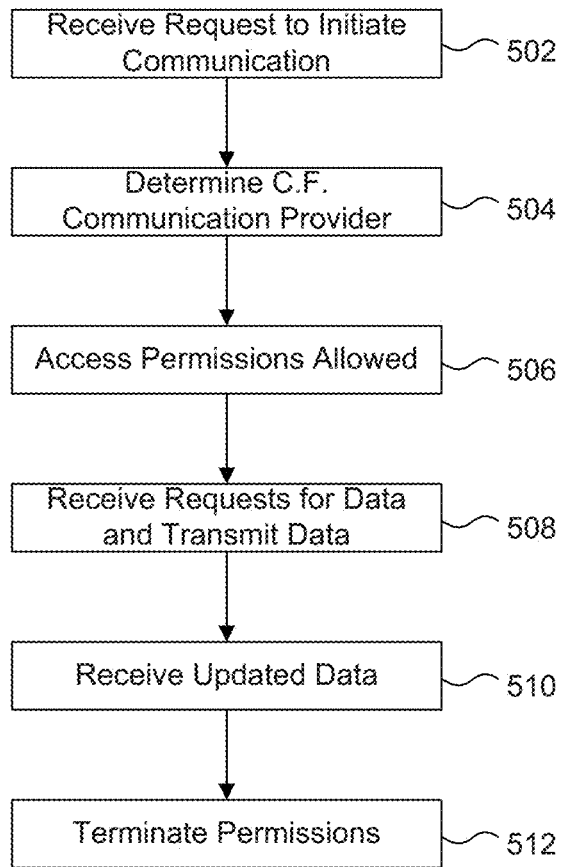 Receive Request to Initiate
Communication
502
Determine C.F.
Communication Provider
504
Access Permissions Allowed
506
Receive Requests for Data
and Transmit Data
508
Receive Updated Data
510
Terminate Permissions
512